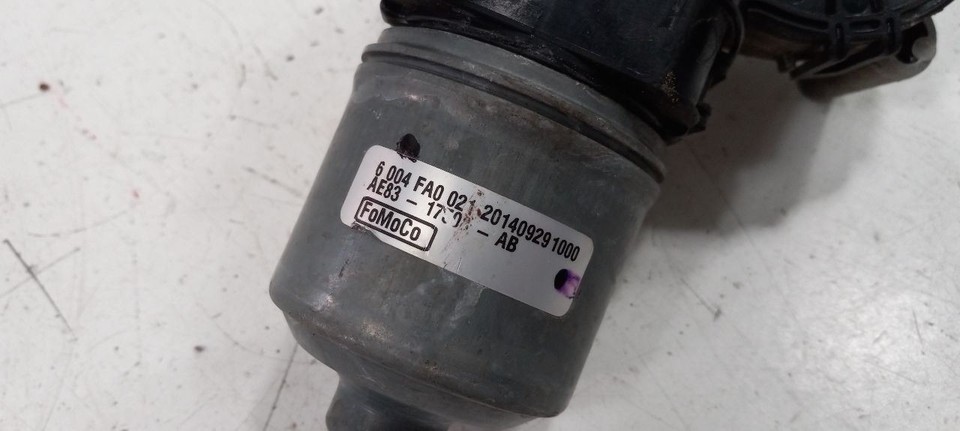 6 004 FA0 021 201409291000
AE83 - - AB
FoMoCo